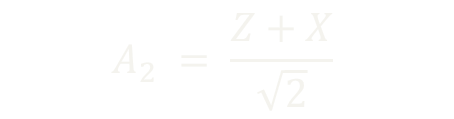 A₂ = (Z + X) / √2